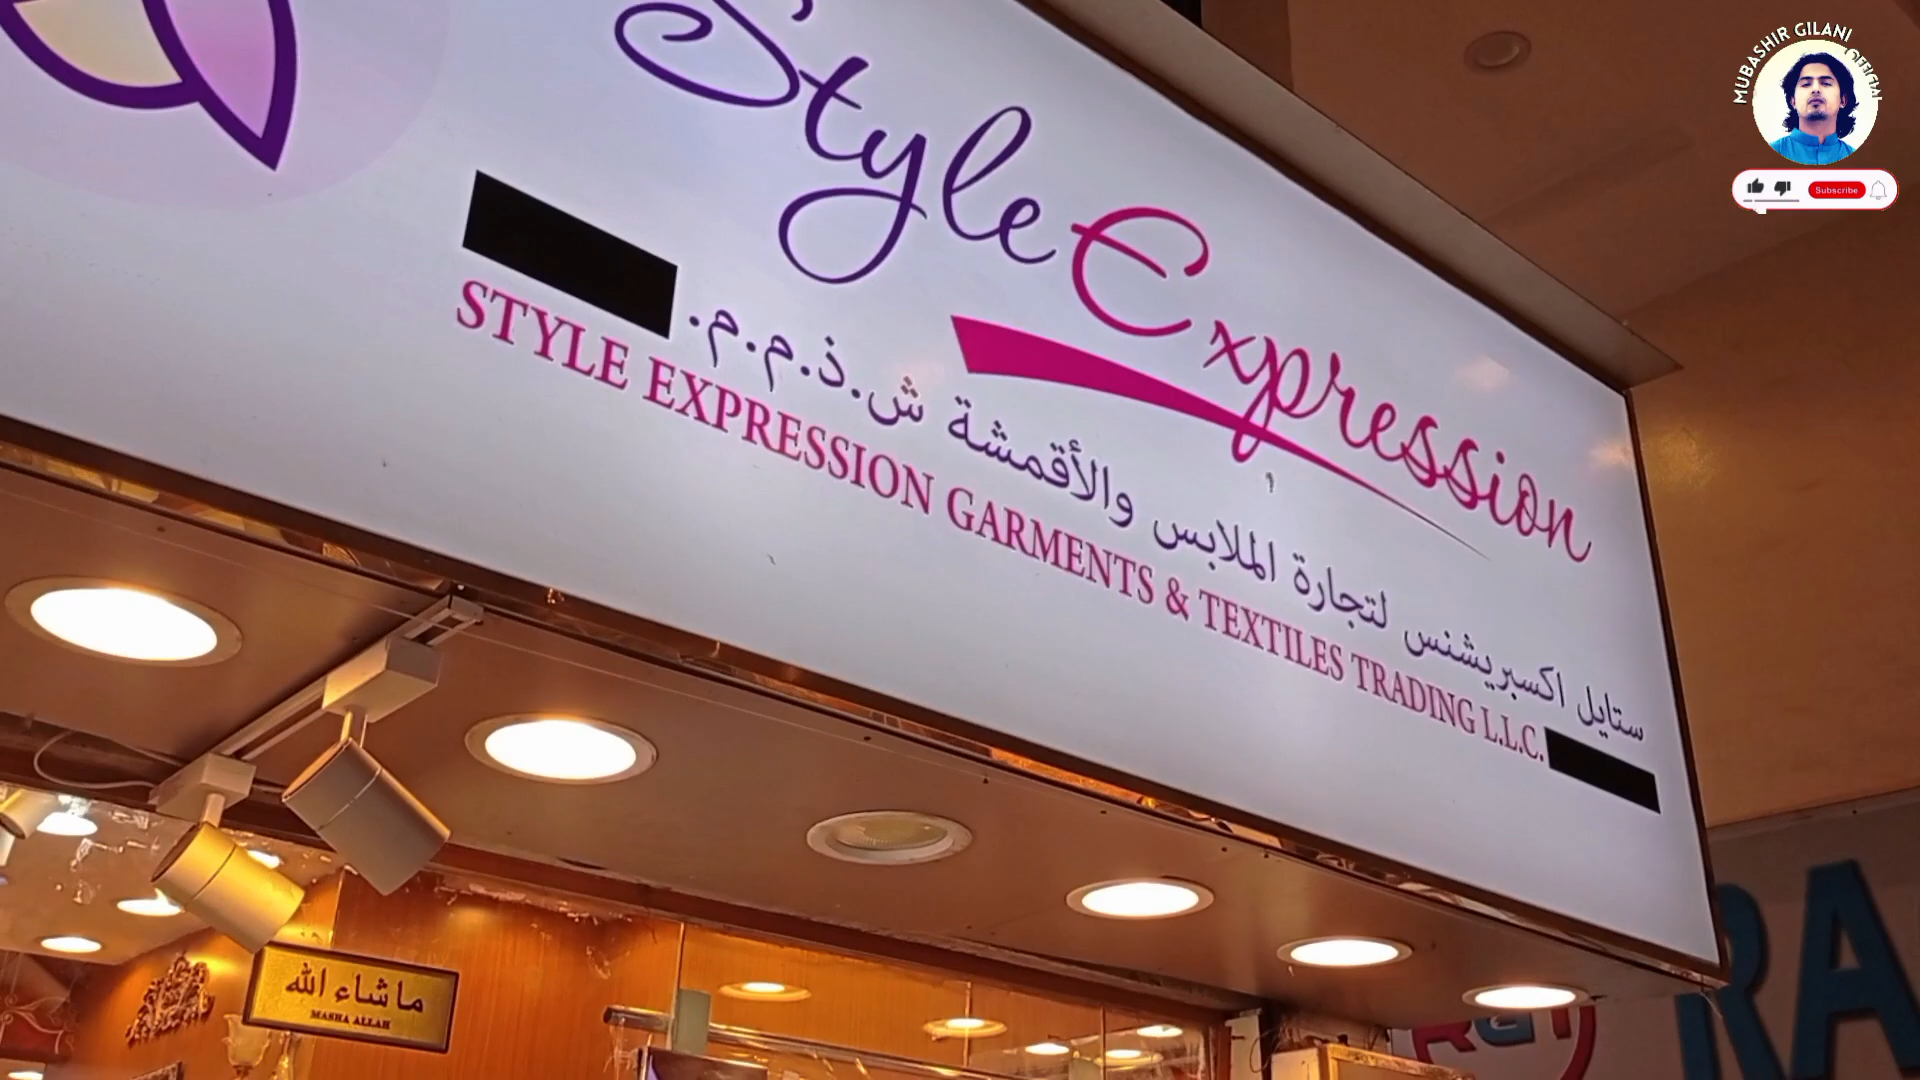 Style Expression
ستايل اكسبريشنس لتجارة الملابس والأقمشة ش.ذ.م.م.
STYLE EXPRESSION GARMENTS & TEXTILES TRADING L.L.C.
ما شاء الله
MASHA ALLAH
RA
MUBASHIR GILANI OFFICIAL
Subscribe